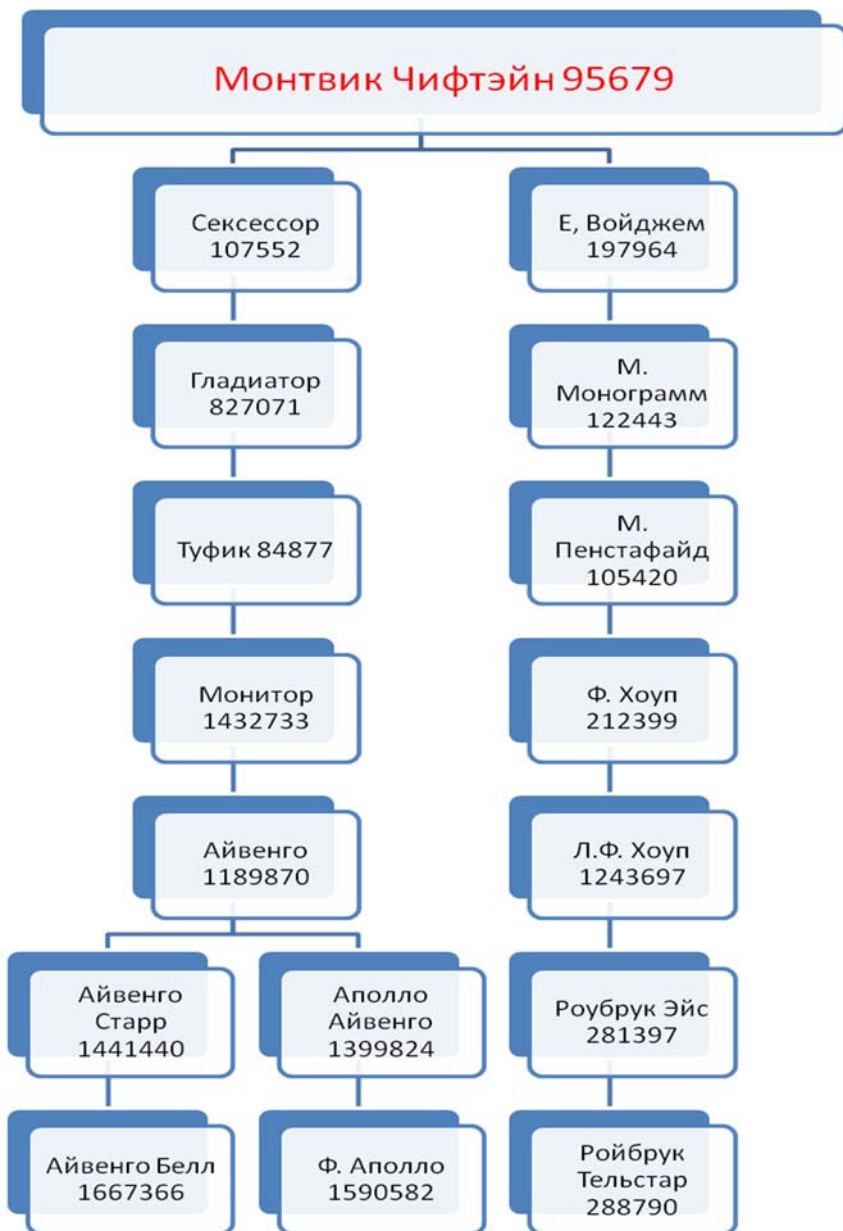 Монтвик Чифтэйн 95679
Сексессор
107552
Е, Войджем
197964
Гладиатор
827071
М.
Монограмм
122443
Туфик 84877
М.
Пенстафайд
105420
Монитор
1432733
Ф. Хоуп
212399
Айвенго
1189870
Л.Ф. Хоуп
1243697
Айвенго
Старр
1441440
Аполло
Айвенго
1399824
Роубрук Эйс
281397
Айвенго Белл
1667366
Ф. Аполло
1590582
Ройбрук
Тельстар
288790